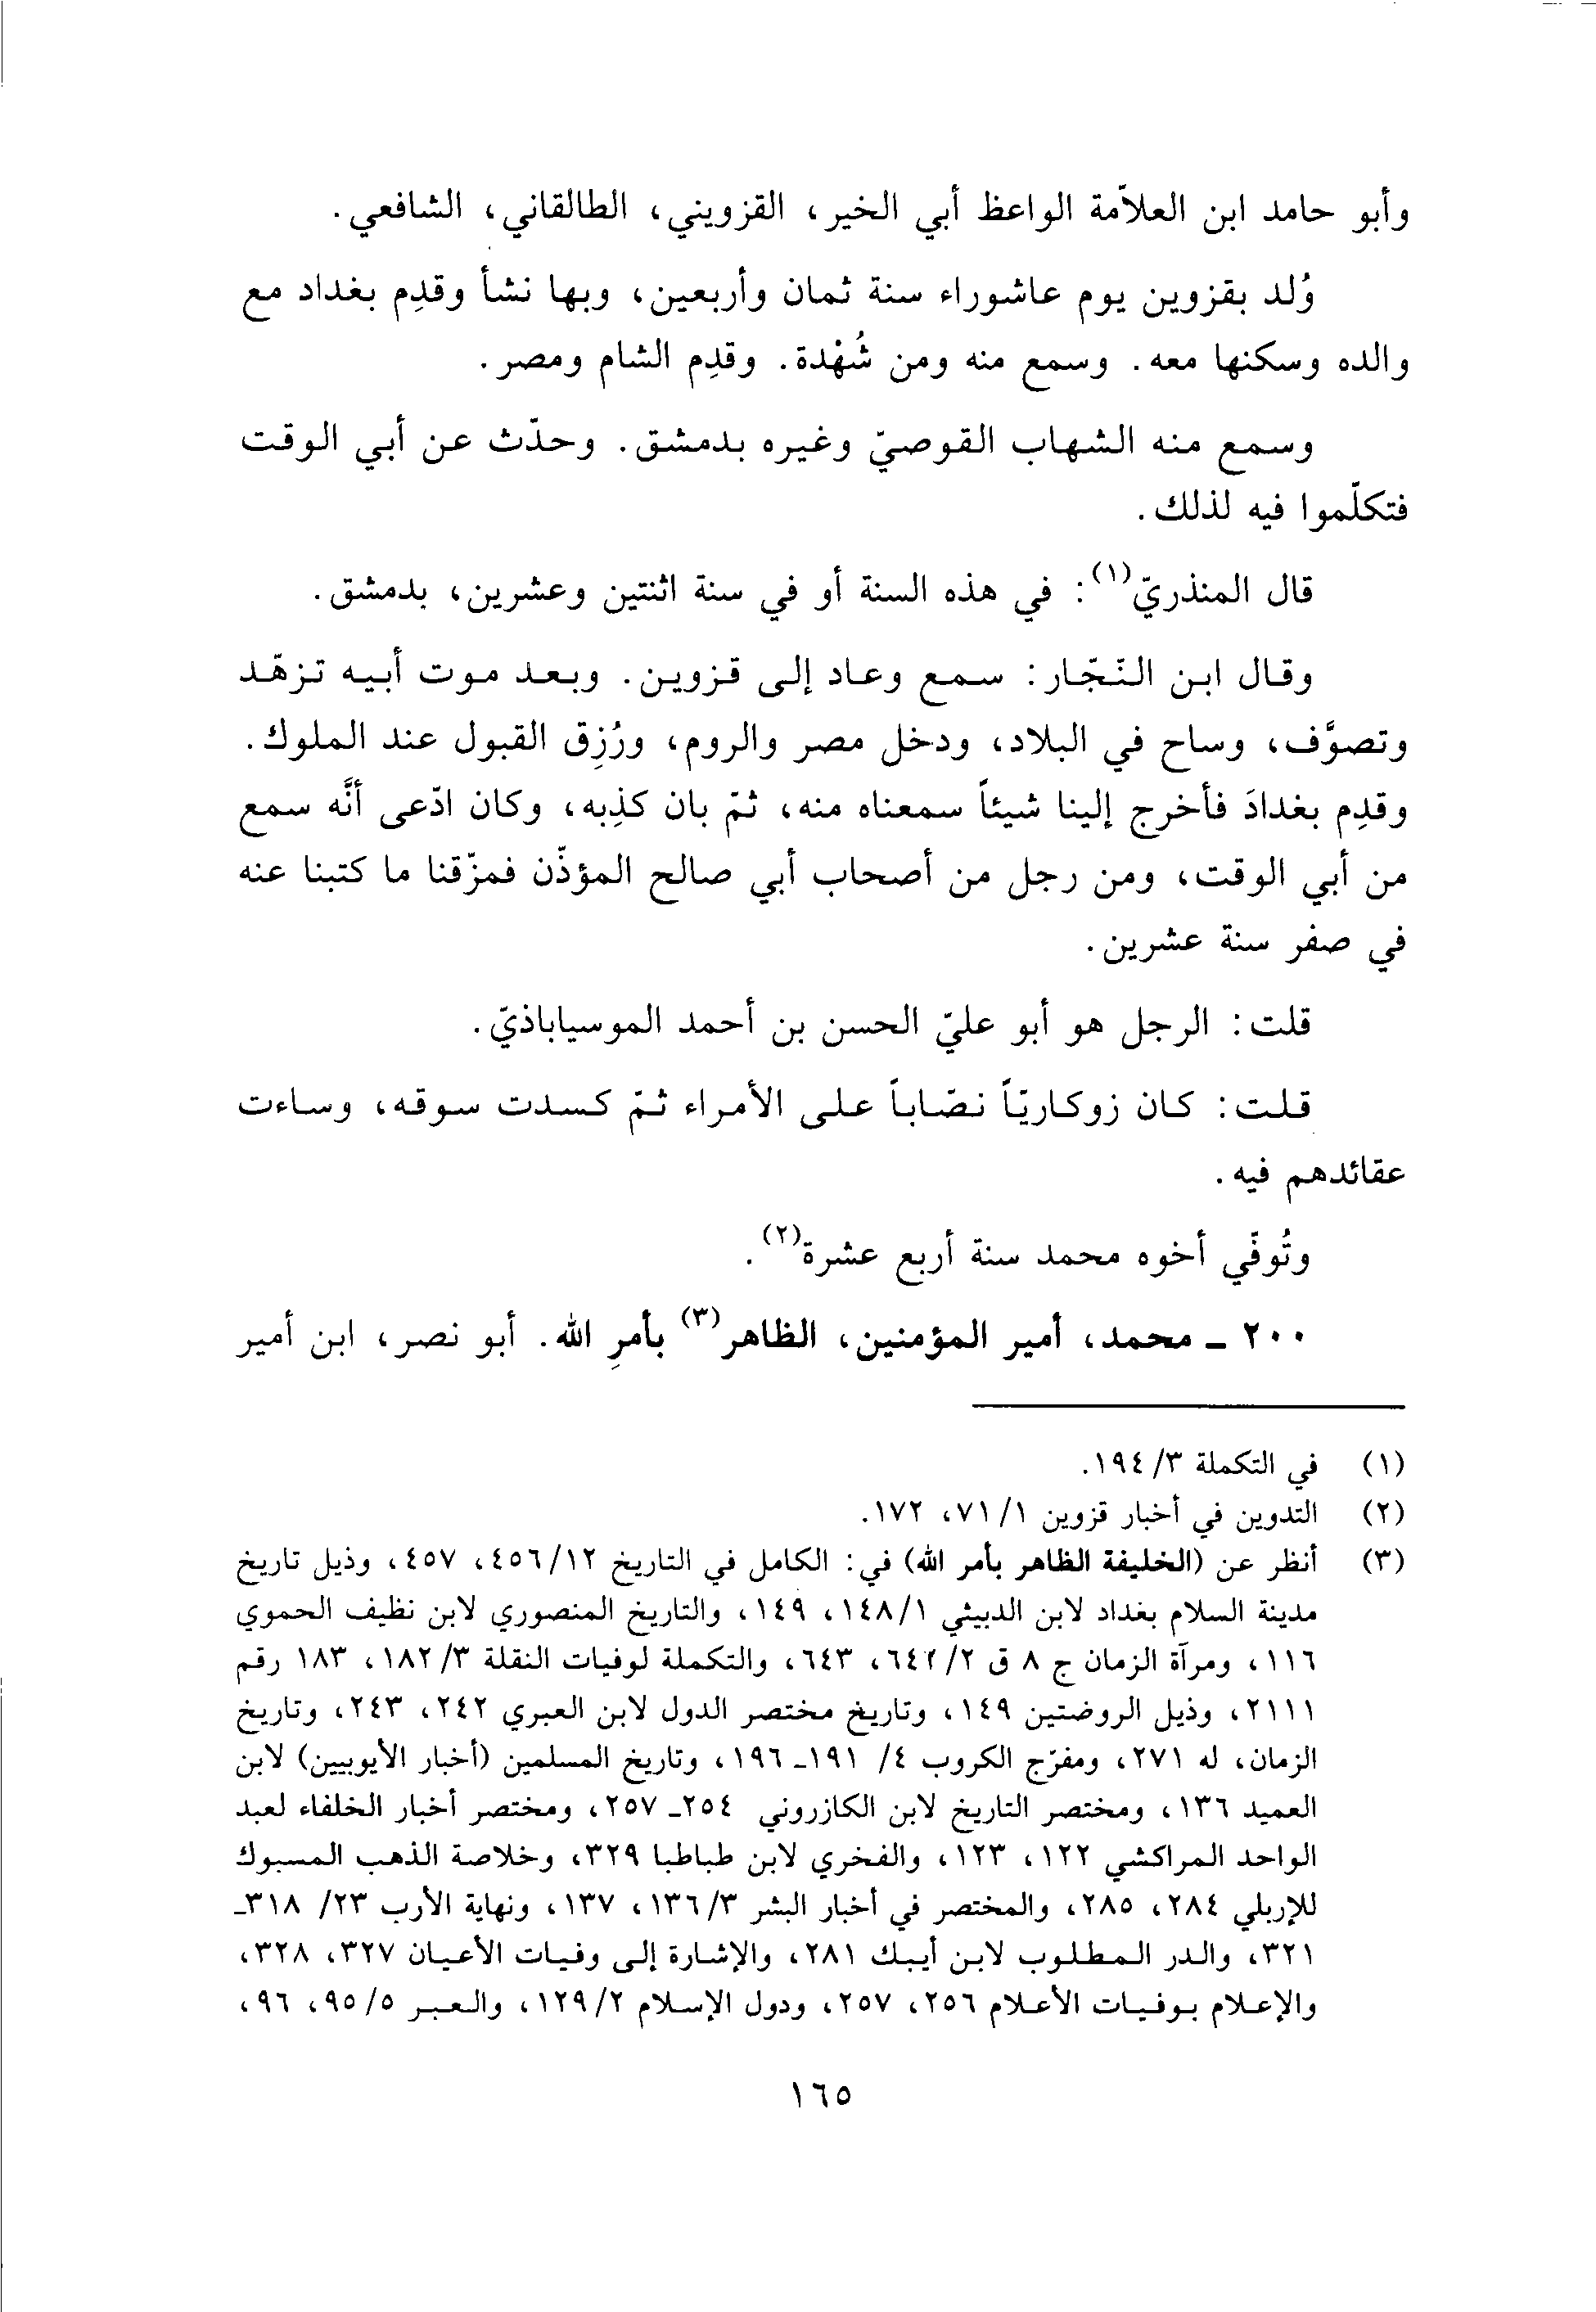 وأبو حامد ابن العلاّمة الواعظ أبي الخير، القزويني، الطالقاني، الشافعي.
وُلد بقزوين يوم عاشوراء سنة ثمان وأربعين، وبها نشأ وقدِم بغداد مع
والده وسكنها معه. وسمع منه ومن شُهْدة. وقدِم الشام ومصر.
وسمع منه الشهاب القوصيّ وغيره بدمشق. وحدّث عن أبي الوقت
فتكلّموا فيه لذلك.
قال المنذريّ(١): في هذه السنة أو في سنة اثنتين وعشرين، بدمشق.
وقال ابن النّجّار: سمع وعاد إلى قزوين. وبعد موت أبيه تزهّد
وتصوَّف، وساح في البلاد، ودخل مصر والروم، ورُزِق القبول عند الملوك.
وقدِم بغدادَ فأخرج إلينا شيئاً سمعناه منه، ثمّ بان كذِبه، وكان ادّعى أنَّه سمع
من أبي الوقت، ومن رجل من أصحاب أبي صالح المؤذّن فمزّقنا ما كتبنا عنه
في صفر سنة عشرين.
قلت: الرجل هو أبو عليّ الحسن بن أحمد الموسياباذيّ.
قلت: كان زوكاريّاً نصّاباً على الأمراء ثمّ كسدت سوقه، وساءت
عقائدهم فيه.
وتُوفّي أخوه محمد سنة أربع عشرة(٢).
٢٠٠ ـ محمد، أمير المؤمنين، الظاهر(٣) بأمرِ الله. أبو نصر، ابن أمير
(١) في التكملة ٣/ ١٩٤.
(٢) التدوين في أخبار قزوين ١/ ٧١، ١٧٢.
(٣) أنظر عن (الخليفة الظاهر بأمر الله) في: الكامل في التاريخ ١٢/ ٤٥٦، ٤٥٧، وذيل تاريخ
مدينة السلام بغداد لابن الدبيثي ١/ ١٤٨، ١٤٩، والتاريخ المنصوري لابن نظيف الحموي
١١٦، ومرآة الزمان ج ٨ ق ٢/ ٦٤٢، ٦٤٣، والتكملة لوفيات النقلة ٣/ ١٨٢، ١٨٣ رقم
٢١١١، وذيل الروضتين ١٤٩، وتاريخ مختصر الدول لابن العبري ٢٤٢، ٢٤٣، وتاريخ
الزمان، له ٢٧١، ومفرّج الكروب ٤/ ١٩١ـ ١٩٦، وتاريخ المسلمين (أخبار الأيوبيين) لابن
العميد ١٣٦، ومختصر التاريخ لابن الكازروني ٢٥٤ـ ٢٥٧، ومختصر أخبار الخلفاء لعبد
الواحد المراكشي ١٢٢، ١٢٣، والفخري لابن طباطبا ٣٢٩، وخلاصة الذهب المسبوك
للإربلي ٢٨٤، ٢٨٥، والمختصر في أخبار البشر ٣/ ١٣٦، ١٣٧، ونهاية الأرب ٢٣/ ٣١٨ـ
٣٢١، والدر المطلوب لابن أيبك ٢٨١، والإشارة إلى وفيات الأعيان ٣٢٧، ٣٢٨،
والإعلام بوفيات الأعلام ٢٥٦، ٢٥٧، ودول الإسلام ٢/ ١٢٩، والعبر ٥/ ٩٥، ٩٦،
١٦٥